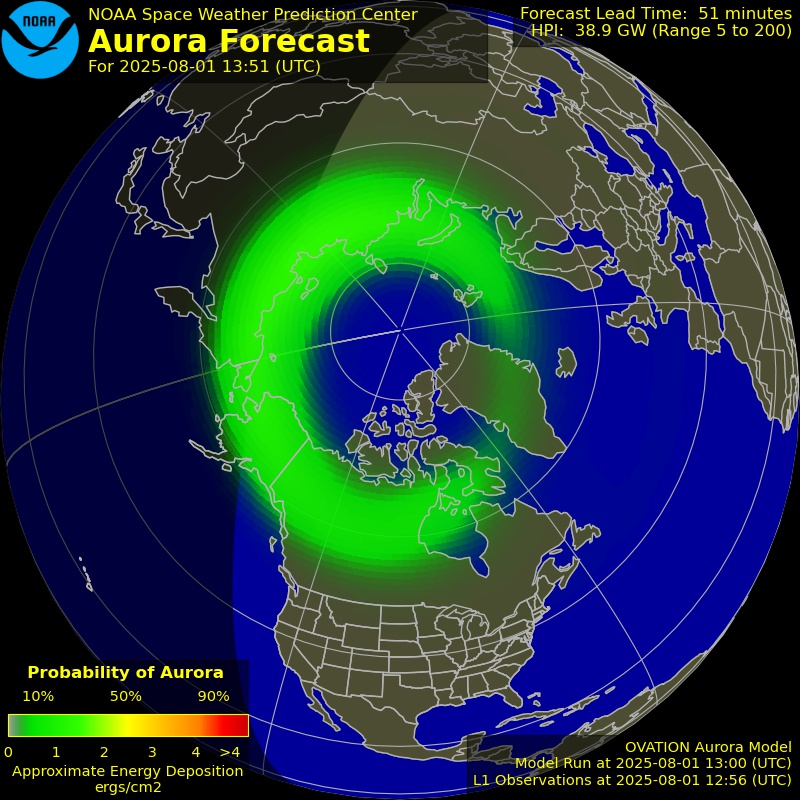 NOAA
NOAA Space Weather Prediction Center
Aurora Forecast
For 2025-08-01 13:51 (UTC)
Forecast Lead Time: 51 minutes
HPI: 38.9 GW (Range 5 to 200)
Probability of Aurora
10% 50% 90%
0 1 2 3 4 >4
Approximate Energy Deposition
ergs/cm2
OVATION Aurora Model
Model Run at 2025-08-01 13:00 (UTC)
L1 Observations at 2025-08-01 12:56 (UTC)